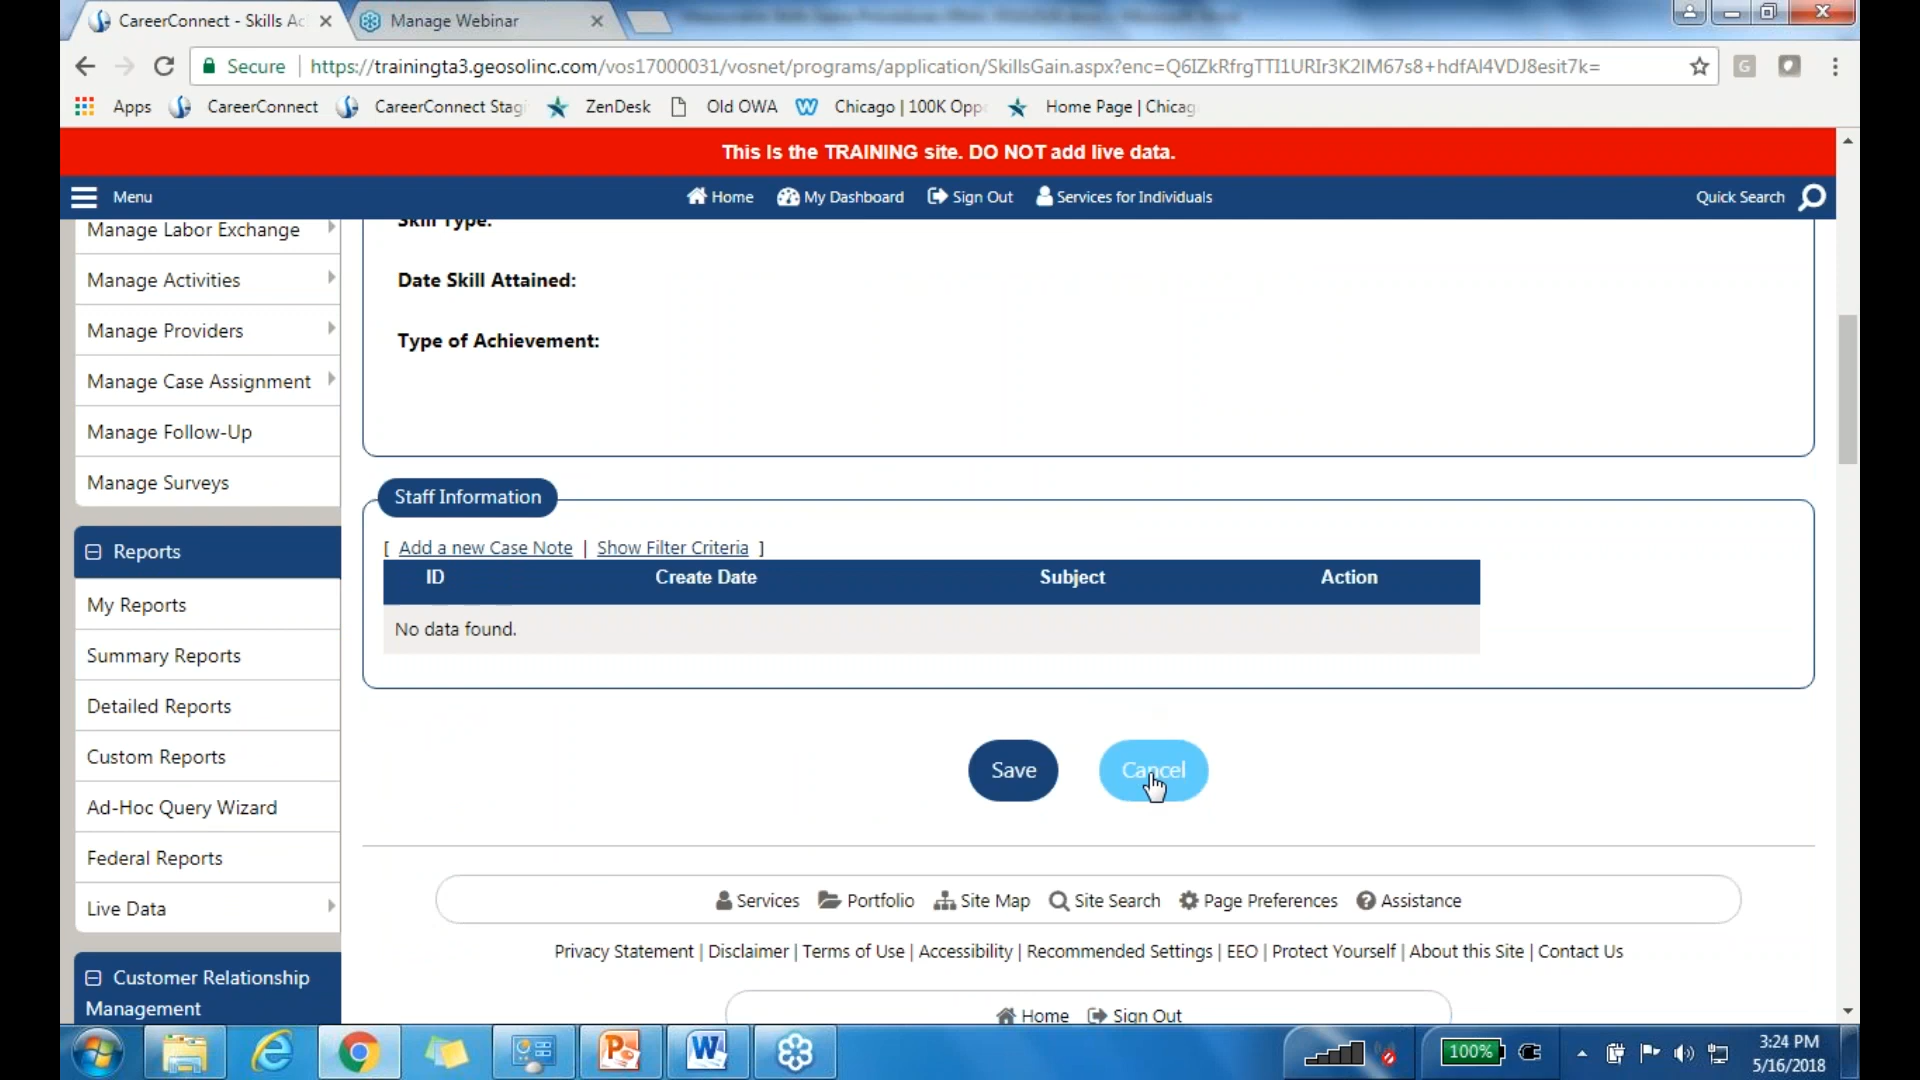 CareerConnect - Skills Ac
Manage Webinar
Secure
https://trainingta3.geosolinc.com/vos17000031/vosnet/programs/application/SkillsGain.aspx?enc=Q6IZkRfrgTTI1URIr3K2lM67s8+hdfAl4VDJ8esit7k=
G
Apps
CareerConnect
CareerConnect Stagi
ZenDesk
Old OWA
Chicago | 100K Oppo
Home Page | Chicag
This Is the TRAINING site. DO NOT add live data.
Menu
Home
My Dashboard
Sign Out
Services for Individuals
Quick Search
Manage Labor Exchange
Manage Activities
Manage Providers
Manage Case Assignment
Manage Follow-Up
Manage Surveys
Reports
My Reports
Summary Reports
Detailed Reports
Custom Reports
Ad-Hoc Query Wizard
Federal Reports
Live Data
Customer Relationship
Management
Skill Type:
Date Skill Attained:
Type of Achievement:
Staff Information
[ Add a new Case Note | Show Filter Criteria ]
ID Create Date Subject Action
No data found.
Save
Cancel
Services Portfolio Site Map Site Search Page Preferences Assistance
Privacy Statement | Disclaimer | Terms of Use | Accessibility | Recommended Settings | EEO | Protect Yourself | About this Site | Contact Us
Home Sign Out
100%
3:24 PM
5/16/2018